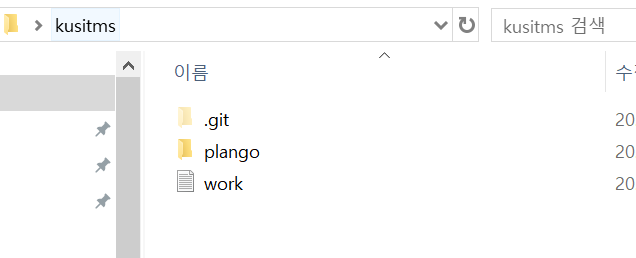 kusitms
kusitms 검색
이름
수
.git
20
plango
20
work
20